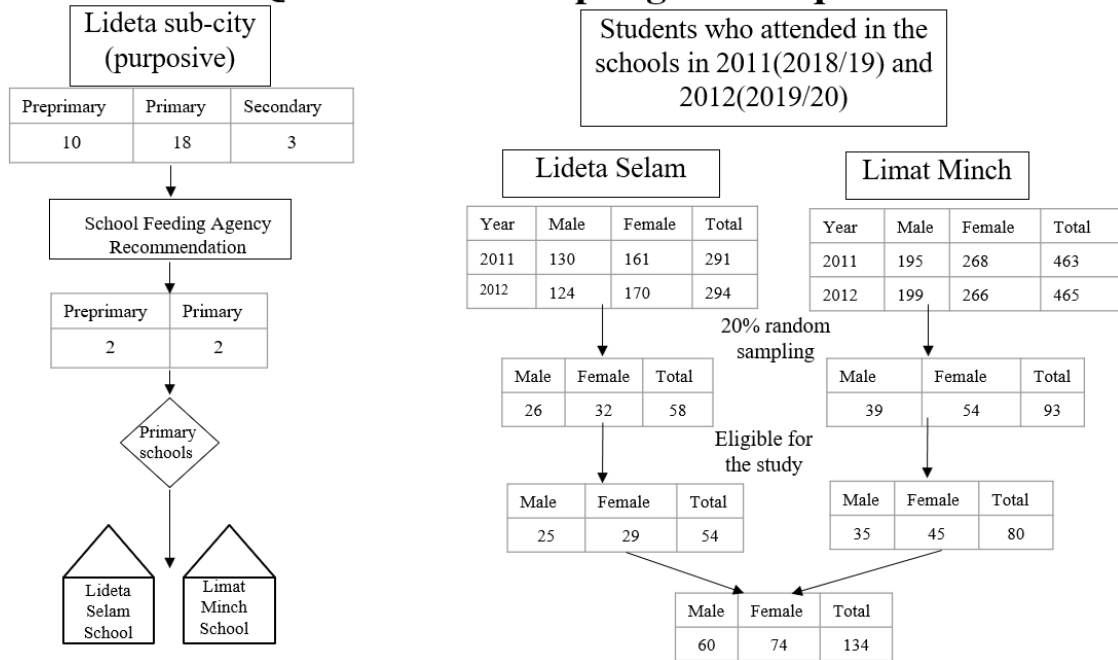 Lideta sub-city
(purposive)
Preprimary Primary Secondary
10 18 3
School Feeding Agency
Recommendation
Preprimary Primary
2 2
Primary
schools
Lideta
Selam
School
Limat
Minch
School
Students who attended in the
schools in 2011(2018/19) and
2012(2019/20)
Lideta Selam
Year Male Female Total
2011 130 161 291
2012 124 170 294
Limat Minch
Year Male Female Total
2011 195 268 463
2012 199 266 465
20% random
sampling
Male Female Total
26 32 58
Male Female Total
39 54 93
Eligible for
the study
Male Female Total
25 29 54
Male Female Total
35 45 80
Male Female Total
60 74 134